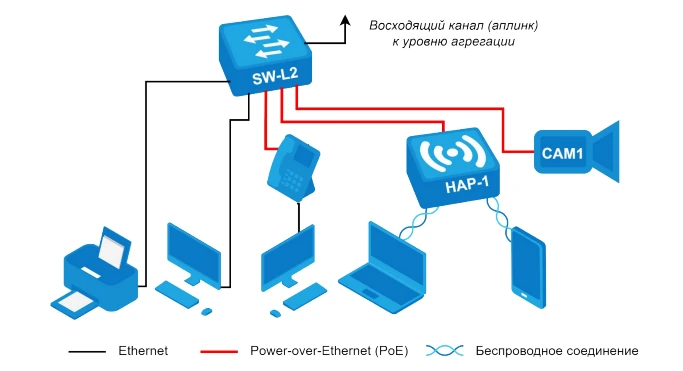 Восходящий канал (аплинк)
к уровню агрегации
SW-L2
CAM1
HAP-1
Ethernet
Power-over-Ethernet (PoE)
Беспроводное соединение